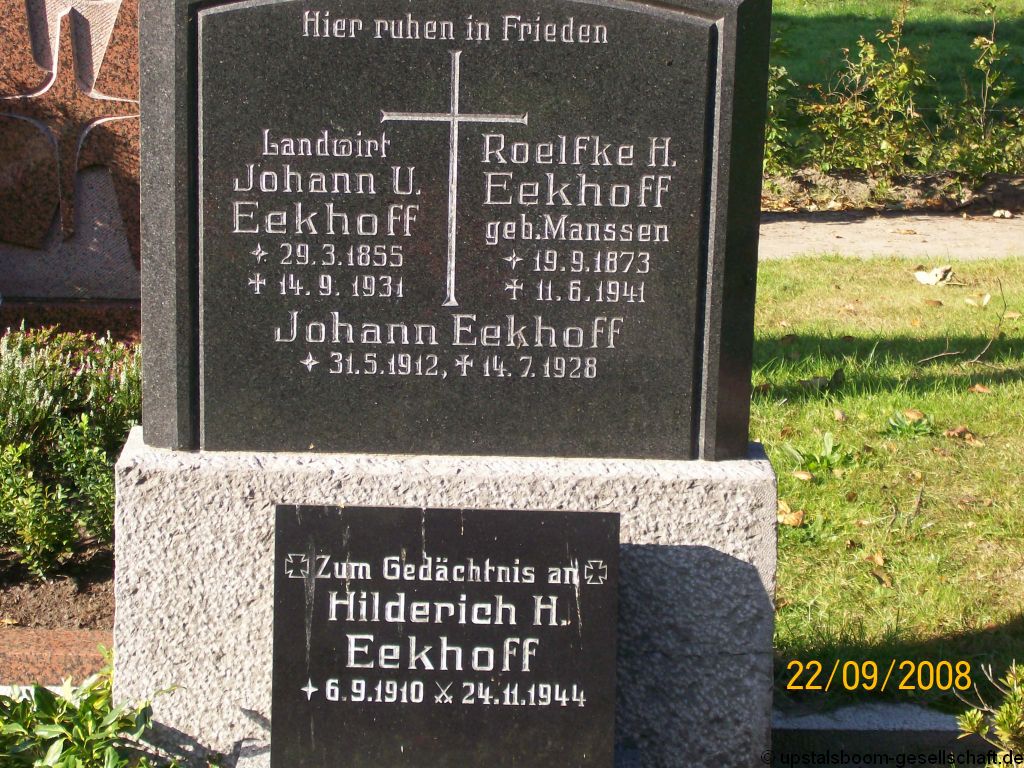 Hier ruhen in Frieden
Landwirt
Johann U.
Eekhoff
✦ 29.3.1855
✝ 14.9.1931
Roelfke H.
Eekhoff
geb. Manssen
✦ 19.9.1873
✝ 11.6.1941
Johann Eekhoff
✦ 31.5.1912, ✝ 14.7.1928
Zum Gedächtnis an
Hilderich H.
Eekhoff
✦ 6.9.1910 ⚔ 24.11.1944
22/09/2008
© upstalsboom-gesellschaft.de